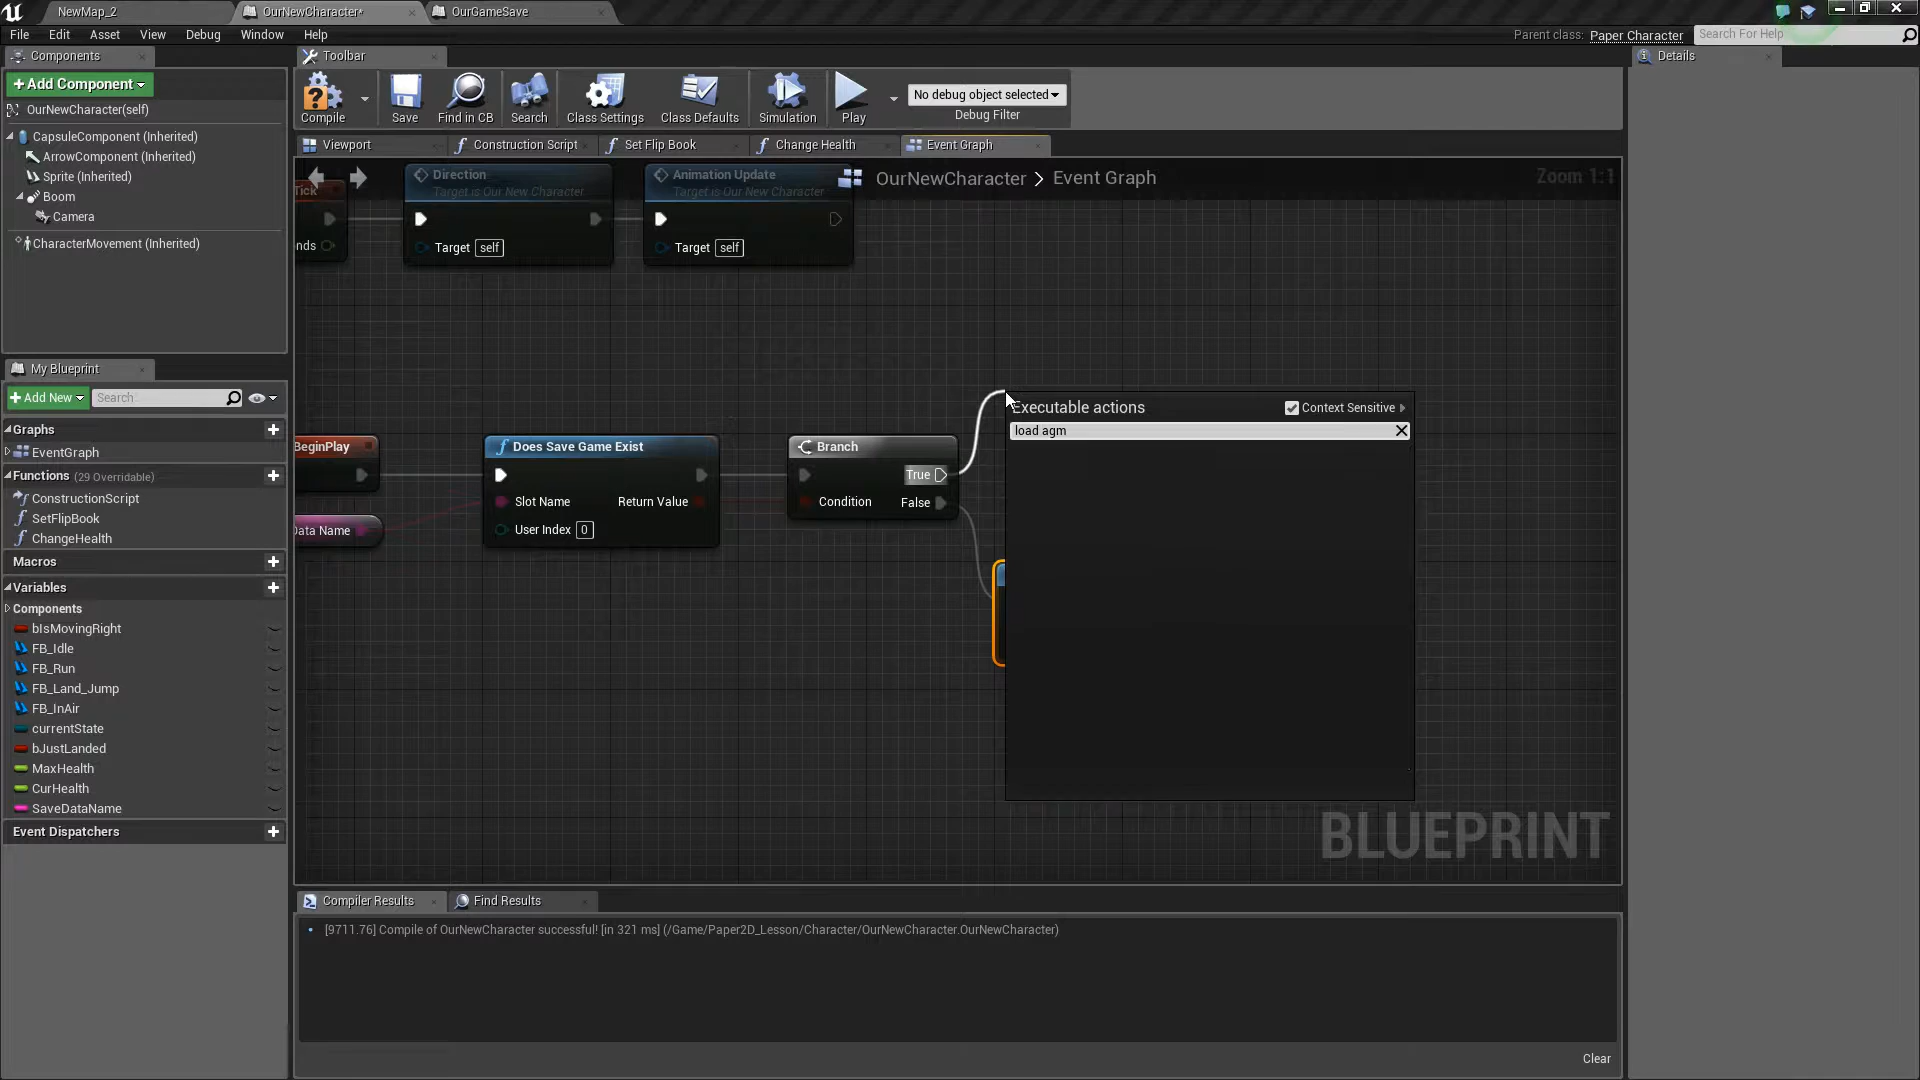 NewMap_2
OurNewCharacter*
OurGameSave
File Edit Asset View Debug Window Help
Parent class: Paper Character
Search For Help
Components
+ Add Component
OurNewCharacter(self)
CapsuleComponent (Inherited)
ArrowComponent (Inherited)
Sprite (Inherited)
Boom
Camera
CharacterMovement (Inherited)
My Blueprint
+ Add New
Search
Graphs
EventGraph
Functions (29 Overridable)
ConstructionScript
SetFlipBook
ChangeHealth
Macros
Variables
Components
bIsMovingRight
FB_Idle
FB_Run
FB_Land_Jump
FB_InAir
currentState
bJustLanded
MaxHealth
CurHealth
SaveDataName
Event Dispatchers
Toolbar
Compile
Save
Find in CB
Search
Class Settings
Class Defaults
Simulation
Play
No debug object selected
Debug Filter
Viewport
Construction Script
Set Flip Book
Change Health
Event Graph
OurNewCharacter > Event Graph
Zoom 1:1
Tick
nds
Direction
Target is Our New Character
Target self
Animation Update
Target is Our New Character
Target self
BeginPlay
Data Name
Does Save Game Exist
Slot Name
Return Value
User Index 0
Branch
True
Condition
False
Executable actions
Context Sensitive
load agm
BLUEPRINT
Compiler Results
Find Results
[9711.76] Compile of OurNewCharacter successful! [in 321 ms] (/Game/Paper2D_Lesson/Character/OurNewCharacter.OurNewCharacter)
Clear
Details